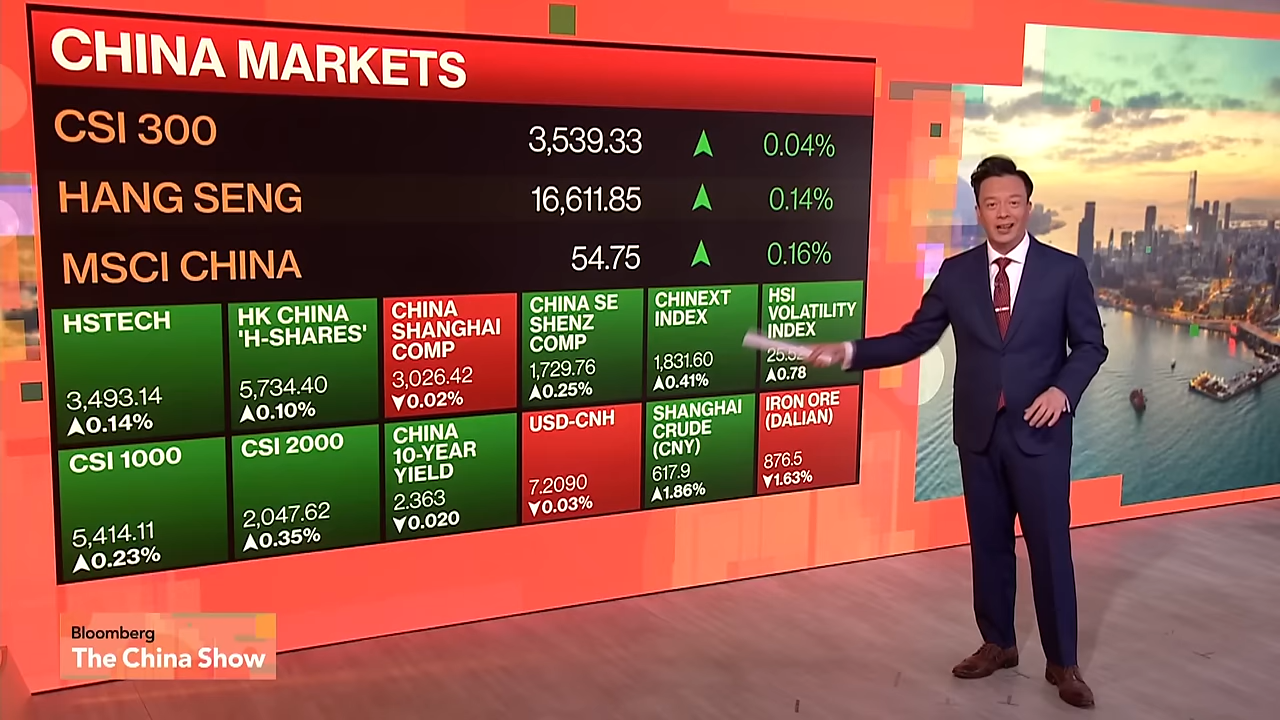 CHINA MARKETS
CSI 300 3,539.33 ▲ 0.04%
HANG SENG 16,611.85 ▲ 0.14%
MSCI CHINA 54.75 ▲ 0.16%
HSTECH
3,493.14
▲0.14%
HK CHINA
'H-SHARES'
5,734.40
▲0.10%
CHINA
SHANGHAI
COMP
3,026.42
▼0.02%
CHINA SE
SHENZ
COMP
1,729.76
▲0.25%
CHINEXT
INDEX
1,831.60
▲0.41%
HSI
VOLATILITY
INDEX
▲0.78
CSI 1000
5,414.11
▲0.23%
CSI 2000
2,047.62
▲0.35%
CHINA
10-YEAR
YIELD
2.363
▼0.020
USD-CNH
7.2090
▼0.03%
SHANGHAI
CRUDE
(CNY)
617.9
▲1.86%
IRON ORE
(DALIAN)
876.5
▼1.63%
Bloomberg
The China Show